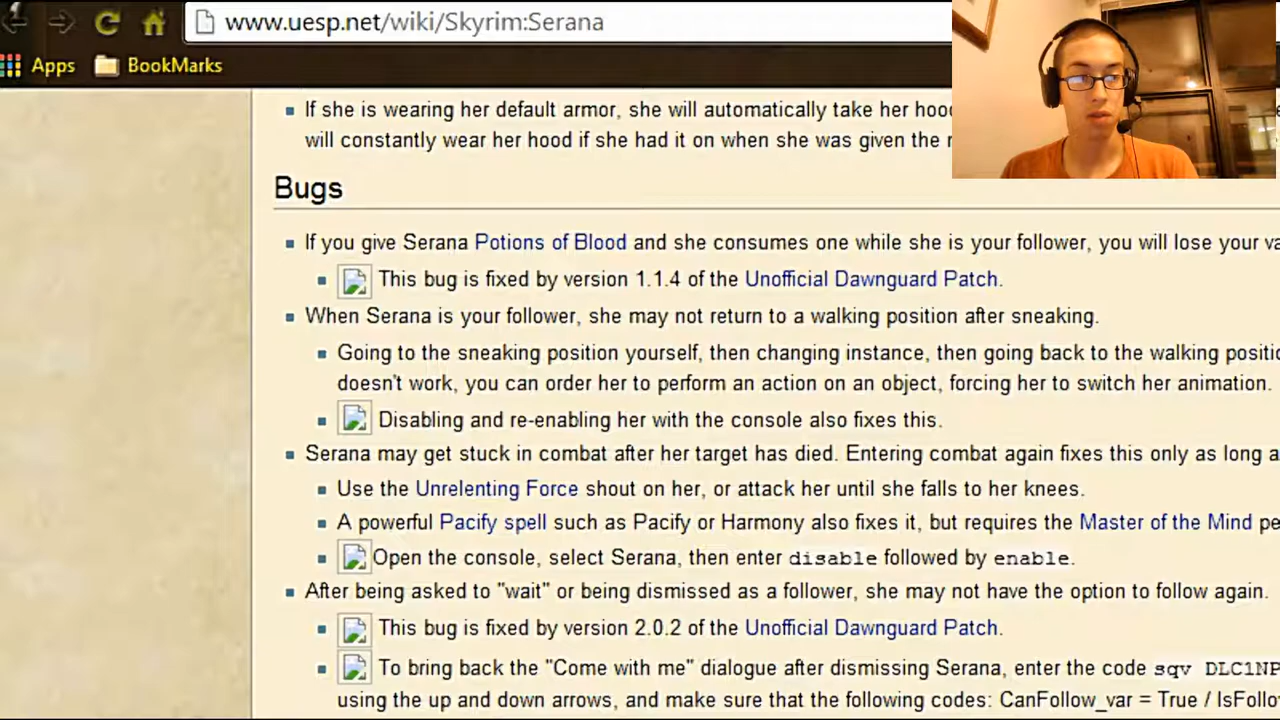 www.uesp.net/wiki/Skyrim:Serana
Apps BookMarks
If she is wearing her default armor, she will automatically take her hood
will constantly wear her hood if she had it on when she was given the
Bugs
If you give Serana Potions of Blood and she consumes one while she is your follower, you will lose your
This bug is fixed by version 1.1.4 of the Unofficial Dawnguard Patch.
When Serana is your follower, she may not return to a walking position after sneaking.
Going to the sneaking position yourself, then changing instance, then going back to the walking
doesn't work, you can order her to perform an action on an object, forcing her to switch her animation.
Disabling and re-enabling her with the console also fixes this.
Serana may get stuck in combat after her target has died. Entering combat again fixes this only as long
Use the Unrelenting Force shout on her, or attack her until she falls to her knees.
A powerful Pacify spell such as Pacify or Harmony also fixes it, but requires the Master of the Mind
Open the console, select Serana, then enter disable followed by enable.
After being asked to "wait" or being dismissed as a follower, she may not have the option to follow again.
This bug is fixed by version 2.0.2 of the Unofficial Dawnguard Patch.
To bring back the "Come with me" dialogue after dismissing Serana, enter the code sqv
using the up and down arrows, and make sure that the following codes: CanFollow_var = True /